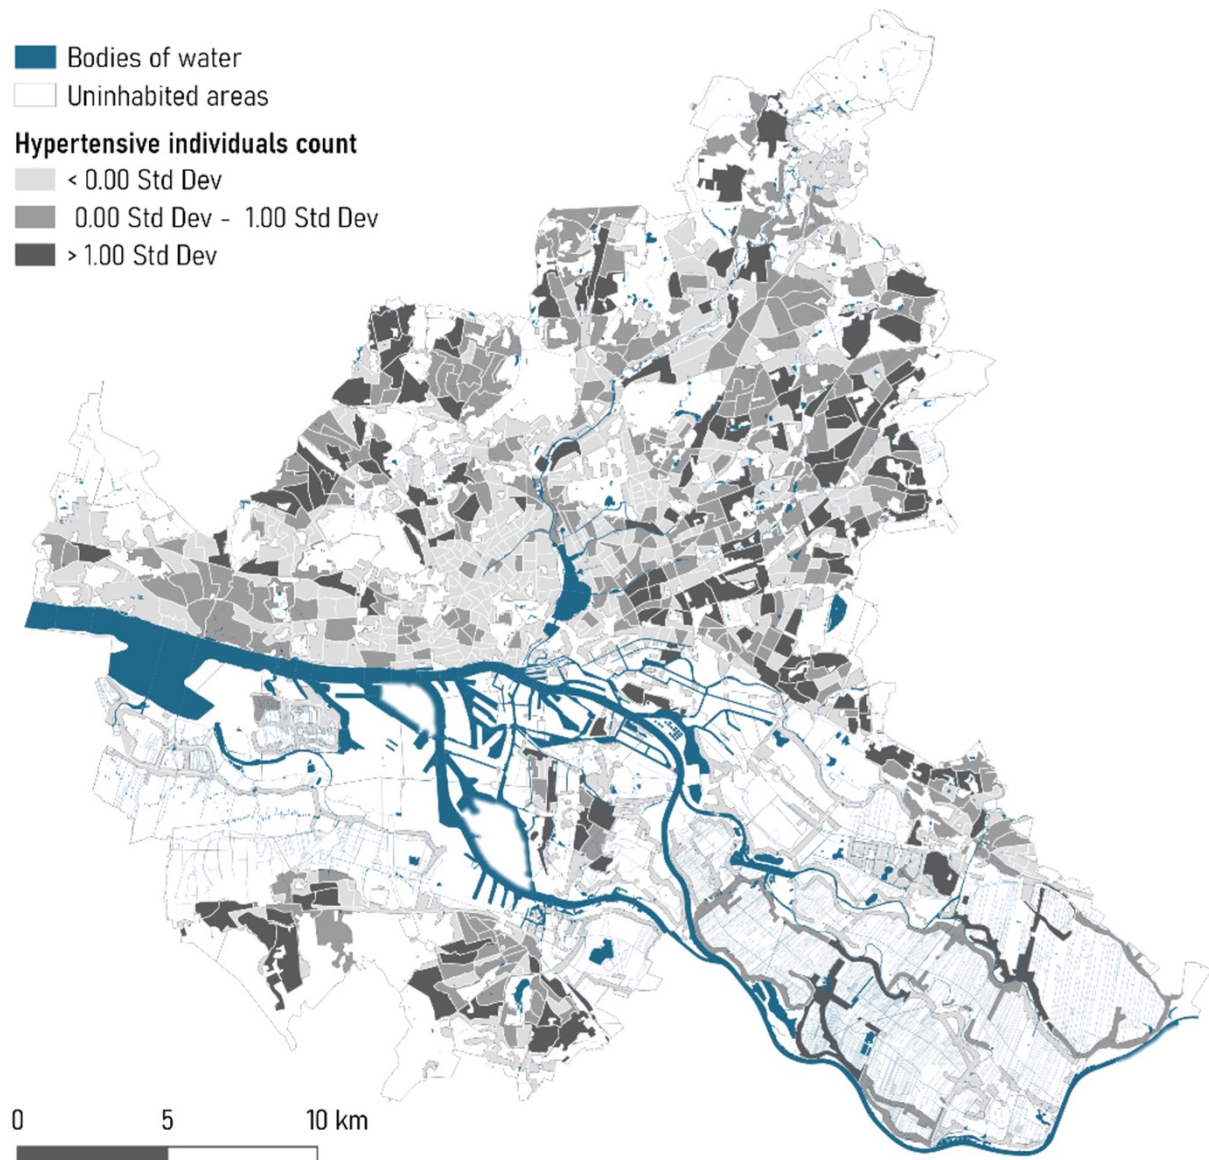 Bodies of water
Uninhabited areas
Hypertensive individuals count
< 0.00 Std Dev
0.00 Std Dev - 1.00 Std Dev
> 1.00 Std Dev
0 5 10 km